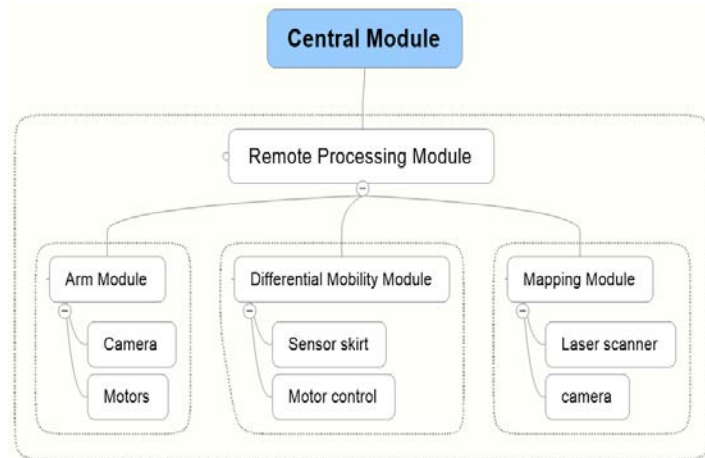 Central Module
Remote Processing Module
Arm Module
Camera
Motors
Differential Mobility Module
Sensor skirt
Motor control
Mapping Module
Laser scanner
camera